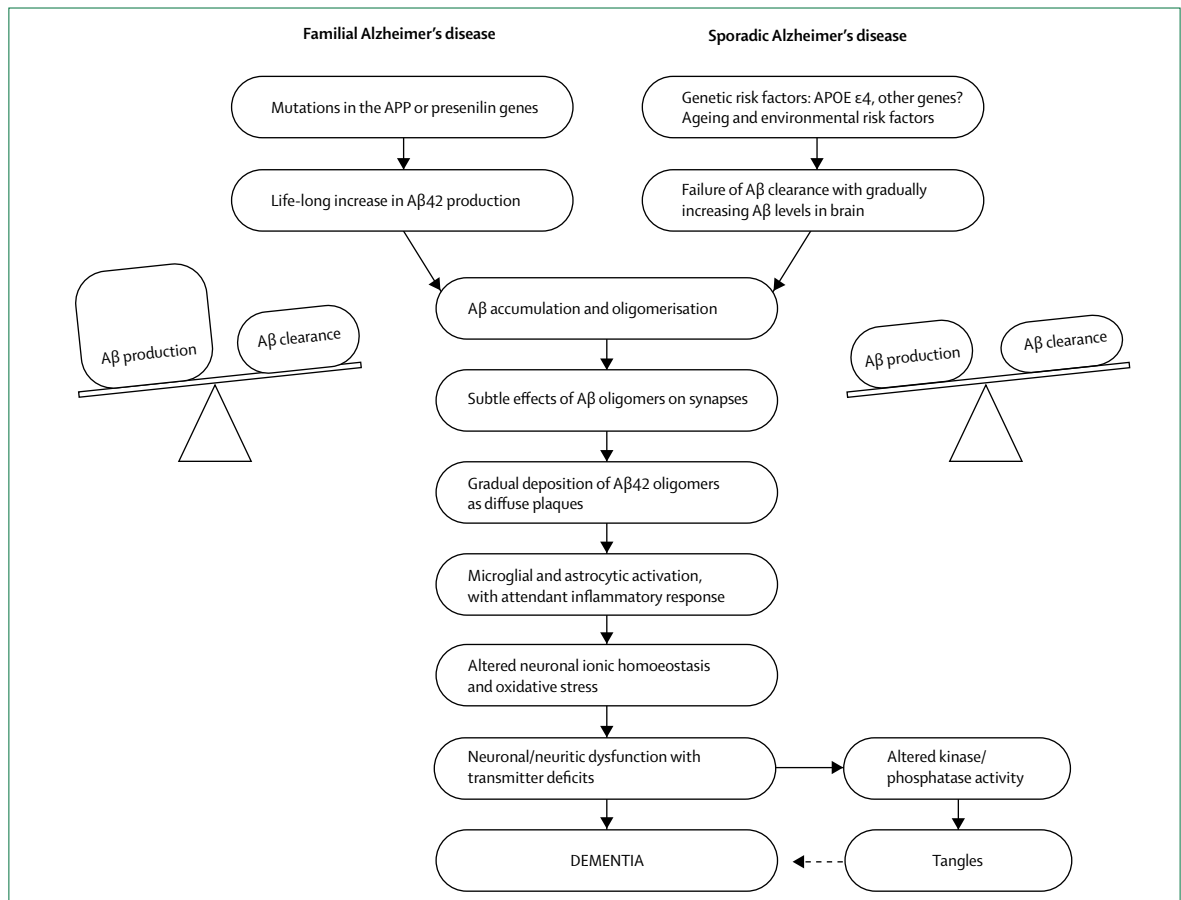 Familial Alzheimer's disease
Sporadic Alzheimer's disease
Mutations in the APP or presenilin genes
Genetic risk factors: APOE ε4, other genes?
Ageing and environmental risk factors
Life-long increase in Aβ42 production
Failure of Aβ clearance with gradually
increasing Aβ levels in brain
Aβ production
Aβ clearance
Aβ accumulation and oligomerisation
Aβ production
Aβ clearance
Subtle effects of Aβ oligomers on synapses
Gradual deposition of Aβ42 oligomers
as diffuse plaques
Microglial and astrocytic activation,
with attendant inflammatory response
Altered neuronal ionic homoeostasis
and oxidative stress
Neuronal/neuritic dysfunction with
transmitter deficits
Altered kinase/
phosphatase activity
DEMENTIA
Tangles